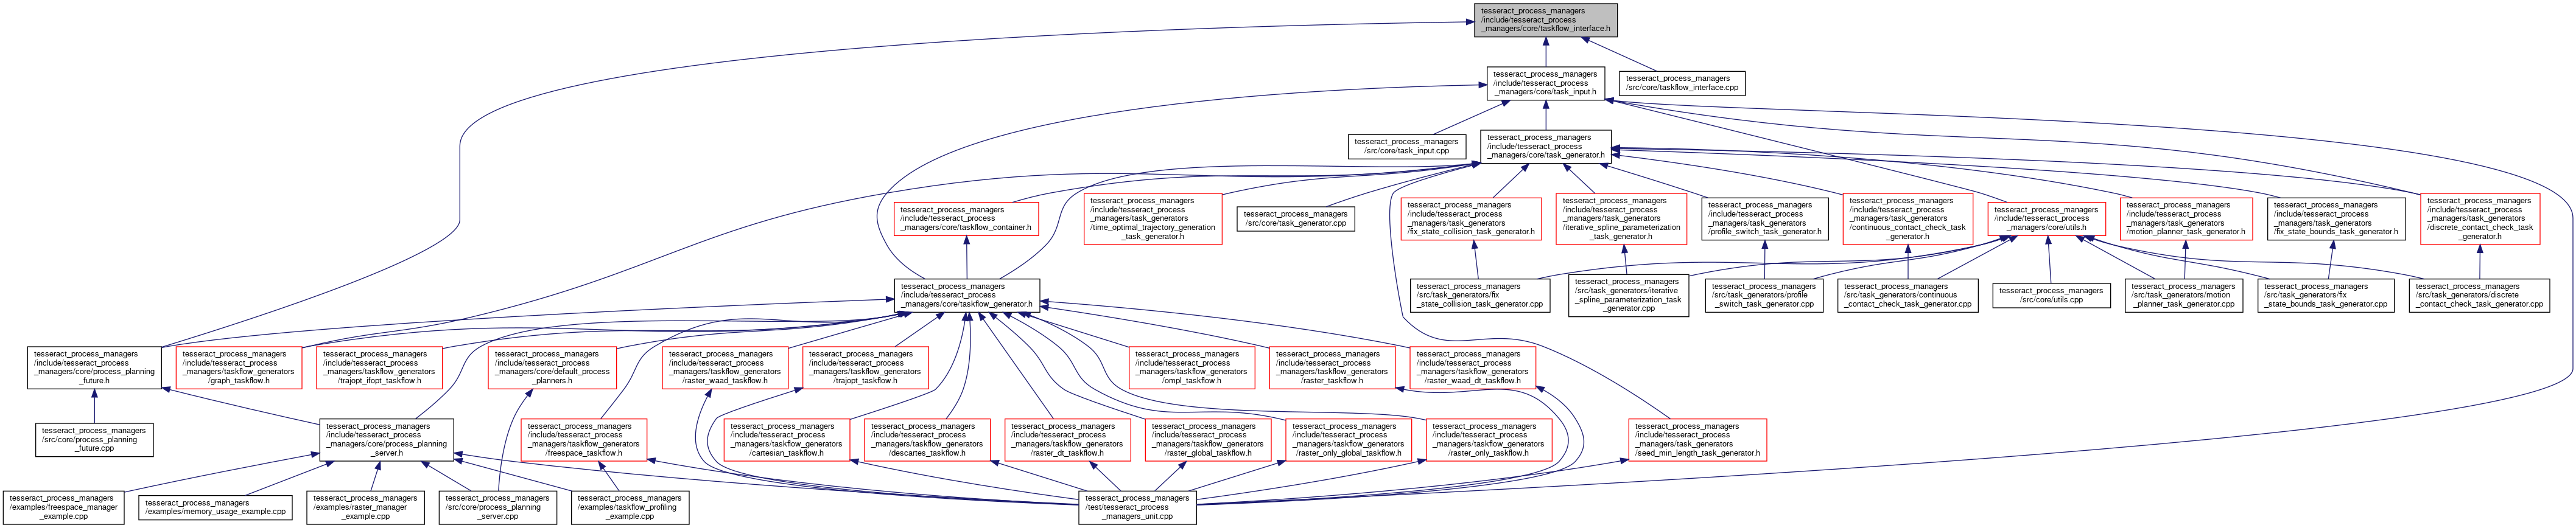 tesseract_process_managers
/include/tesseract_process
_managers/core/taskflow_interface.h
tesseract_process_managers
/include/tesseract_process
_managers/core/task_input.h
tesseract_process_managers
/src/core/taskflow_interface.cpp
tesseract_process_managers
/src/core/task_input.cpp
tesseract_process_managers
/include/tesseract_process
_managers/core/task_generator.h
tesseract_process_managers
/include/tesseract_process
_managers/core/taskflow_container.h
tesseract_process_managers
/include/tesseract_process
_managers/task_generators
/time_optimal_trajectory_generation
_task_generator.h
tesseract_process_managers
/src/core/task_generator.cpp
tesseract_process_managers
/include/tesseract_process
_managers/task_generators
/fix_state_collision_task_generator.h
tesseract_process_managers
/include/tesseract_process
_managers/task_generators
/iterative_spline_parameterization
_task_generator.h
tesseract_process_managers
/include/tesseract_process
_managers/task_generators
/profile_switch_task_generator.h
tesseract_process_managers
/include/tesseract_process
_managers/task_generators
/continuous_contact_check_task
_generator.h
tesseract_process_managers
/include/tesseract_process
_managers/core/utils.h
tesseract_process_managers
/include/tesseract_process
_managers/task_generators
/motion_planner_task_generator.h
tesseract_process_managers
/include/tesseract_process
_managers/task_generators
/fix_state_bounds_task_generator.h
tesseract_process_managers
/include/tesseract_process
_managers/task_generators
/discrete_contact_check_task
_generator.h
tesseract_process_managers
/include/tesseract_process
_managers/core/taskflow_generator.h
tesseract_process_managers
/src/task_generators/fix
_state_collision_task_generator.cpp
tesseract_process_managers
/src/task_generators/iterative
_spline_parameterization_task
_generator.cpp
tesseract_process_managers
/src/task_generators/profile
_switch_task_generator.cpp
tesseract_process_managers
/src/task_generators/continuous
_contact_check_task_generator.cpp
tesseract_process_managers
/src/core/utils.cpp
tesseract_process_managers
/src/task_generators/motion
_planner_task_generator.cpp
tesseract_process_managers
/src/task_generators/fix
_state_bounds_task_generator.cpp
tesseract_process_managers
/src/task_generators/discrete
_contact_check_task_generator.cpp
tesseract_process_managers
/include/tesseract_process
_managers/core/process_planning
_future.h
tesseract_process_managers
/include/tesseract_process
_managers/taskflow_generators
/graph_taskflow.h
tesseract_process_managers
/include/tesseract_process
_managers/taskflow_generators
/trajopt_ifopt_taskflow.h
tesseract_process_managers
/include/tesseract_process
_managers/core/default_process
_planners.h
tesseract_process_managers
/include/tesseract_process
_managers/taskflow_generators
/raster_waad_taskflow.h
tesseract_process_managers
/include/tesseract_process
_managers/taskflow_generators
/trajopt_taskflow.h
tesseract_process_managers
/include/tesseract_process
_managers/taskflow_generators
/ompl_taskflow.h
tesseract_process_managers
/include/tesseract_process
_managers/taskflow_generators
/raster_taskflow.h
tesseract_process_managers
/include/tesseract_process
_managers/taskflow_generators
/raster_waad_dt_taskflow.h
tesseract_process_managers
/src/core/process_planning
_future.cpp
tesseract_process_managers
/include/tesseract_process
_managers/core/process_planning
_server.h
tesseract_process_managers
/include/tesseract_process
_managers/taskflow_generators
/freespace_taskflow.h
tesseract_process_managers
/include/tesseract_process
_managers/taskflow_generators
/cartesian_taskflow.h
tesseract_process_managers
/include/tesseract_process
_managers/taskflow_generators
/descartes_taskflow.h
tesseract_process_managers
/include/tesseract_process
_managers/taskflow_generators
/raster_dt_taskflow.h
tesseract_process_managers
/include/tesseract_process
_managers/taskflow_generators
/raster_global_taskflow.h
tesseract_process_managers
/include/tesseract_process
_managers/taskflow_generators
/raster_only_global_taskflow.h
tesseract_process_managers
/include/tesseract_process
_managers/taskflow_generators
/raster_only_taskflow.h
tesseract_process_managers
/include/tesseract_process
_managers/task_generators
/seed_min_length_task_generator.h
tesseract_process_managers
/examples/freespace_manager
_example.cpp
tesseract_process_managers
/examples/memory_usage_example.cpp
tesseract_process_managers
/examples/raster_manager
_example.cpp
tesseract_process_managers
/src/core/process_planning
_server.cpp
tesseract_process_managers
/examples/taskflow_profiling
_example.cpp
tesseract_process_managers
/test/tesseract_process
_managers_unit.cpp